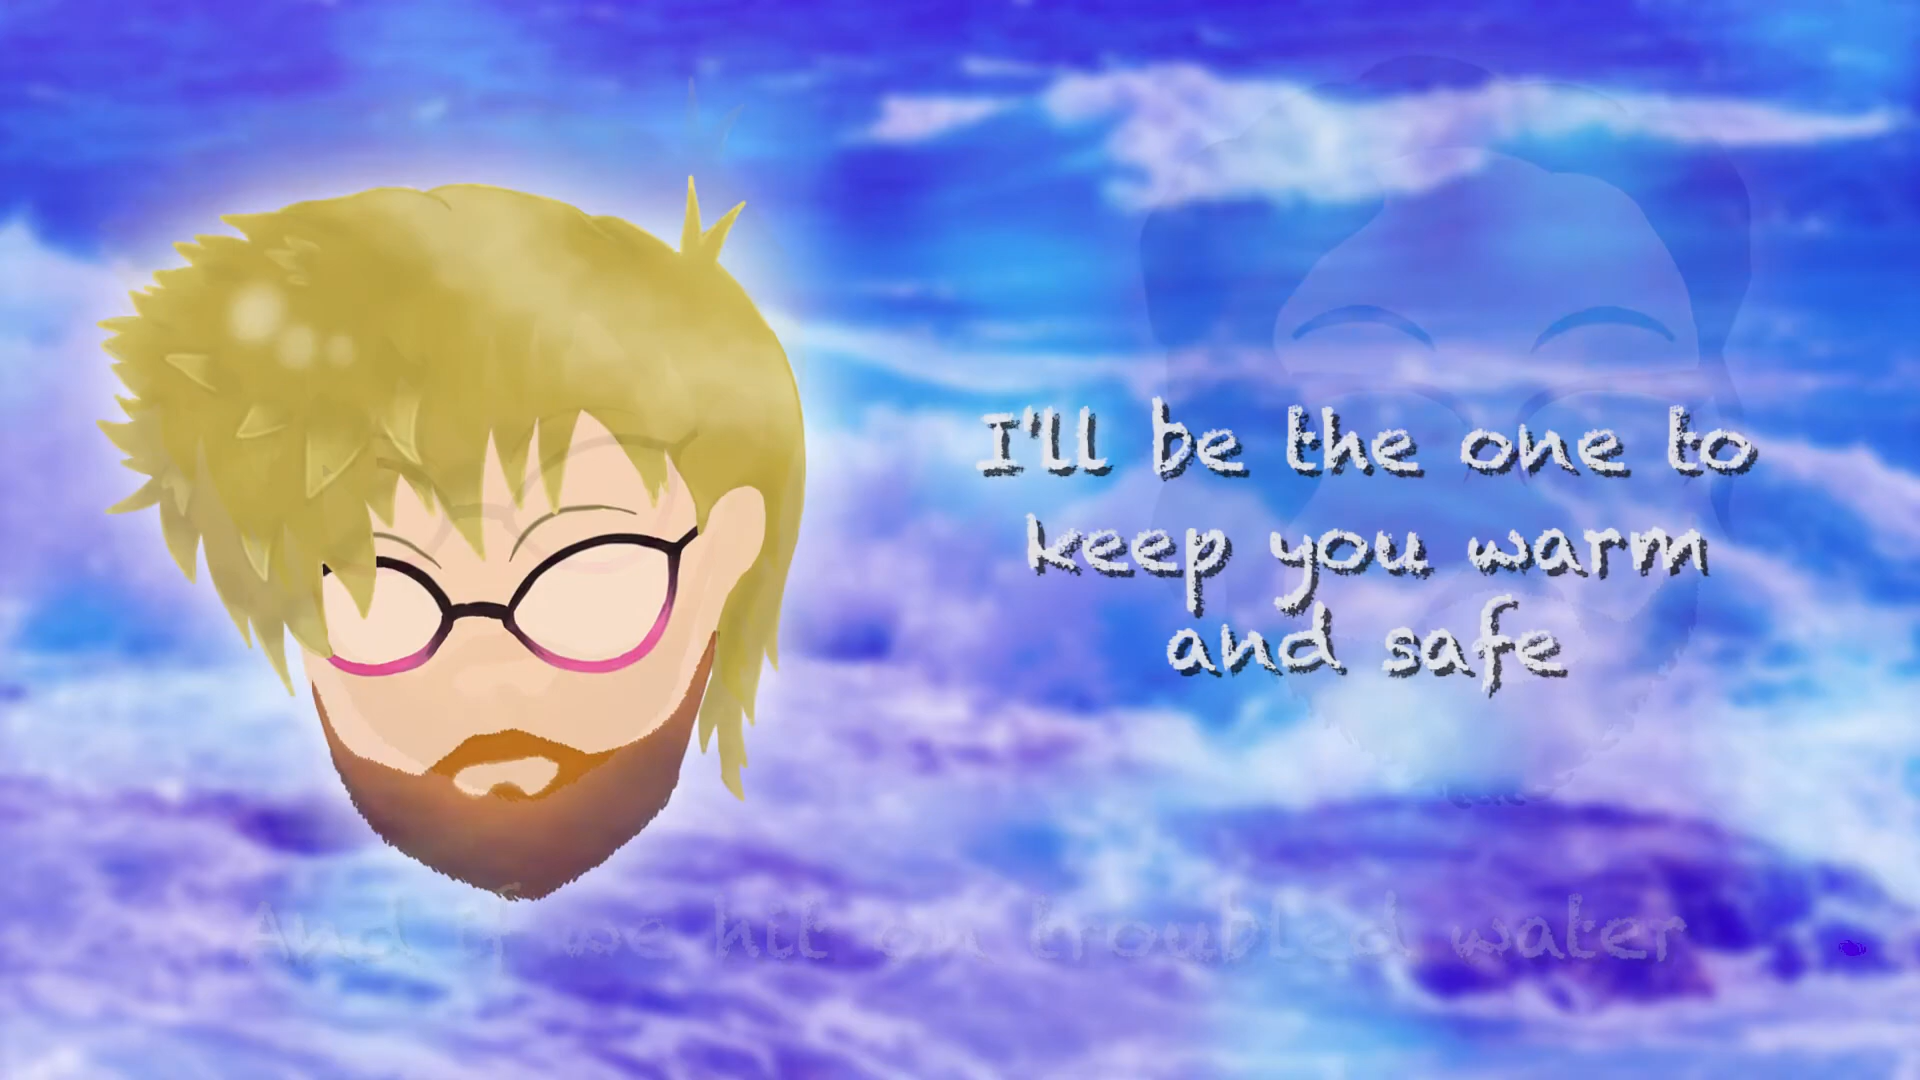 I'll be the one to
keep you warm
and safe
And if we hit on troubled water